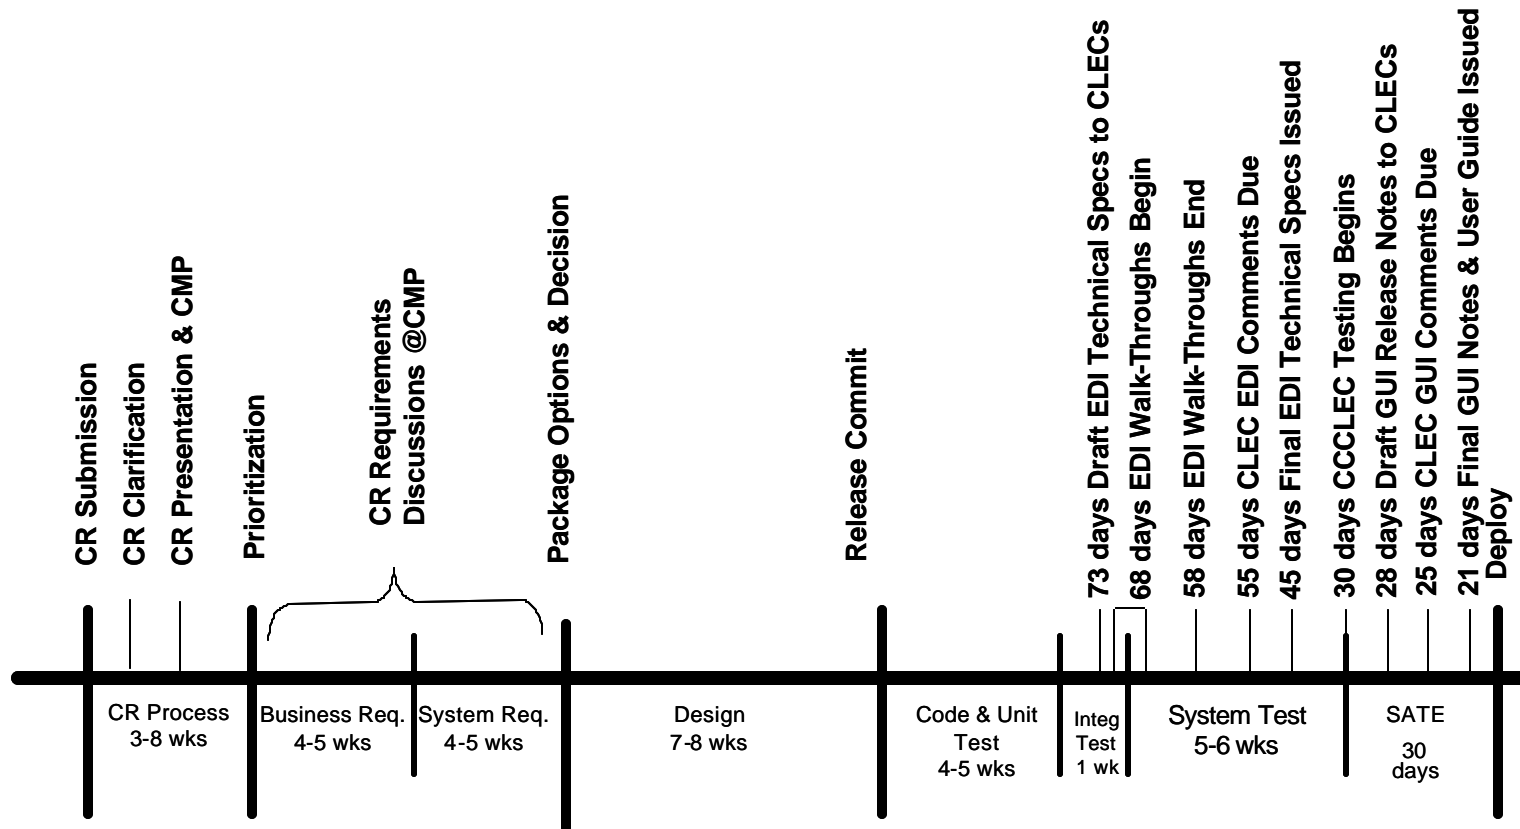 CR Submission
CR Clarification
CR Presentation & CMP
Prioritization
CR Requirements
Discussions @CMP
Package Options & Decision
Release Commit
73 days Draft EDI Technical Specs to CLECs
68 days EDI Walk-Throughs Begin
58 days EDI Walk-Throughs End
55 days CLEC EDI Comments Due
45 days Final EDI Technical Specs Issued
30 days CCCLEC Testing Begins
28 days Draft GUI Release Notes to CLECs
25 days CLEC GUI Comments Due
21 days Final GUI Notes & User Guide Issued
Deploy
CR Process
3-8 wks
Business Req.
4-5 wks
System Req.
4-5 wks
Design
7-8 wks
Code & Unit
Test
4-5 wks
Integ
Test
1 wk
System Test
5-6 wks
SATE
30
days